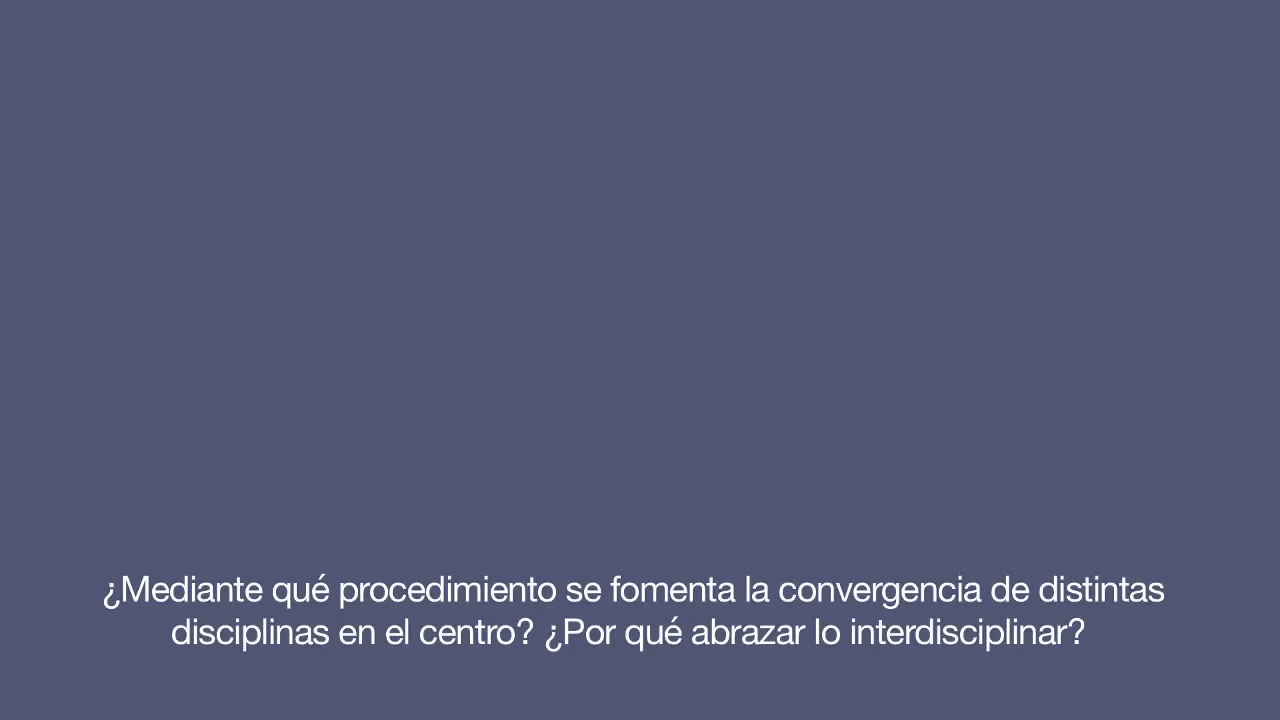 ¿Mediante qué procedimiento se fomenta la convergencia de distintas
disciplinas en el centro? ¿Por qué abrazar lo interdisciplinar?